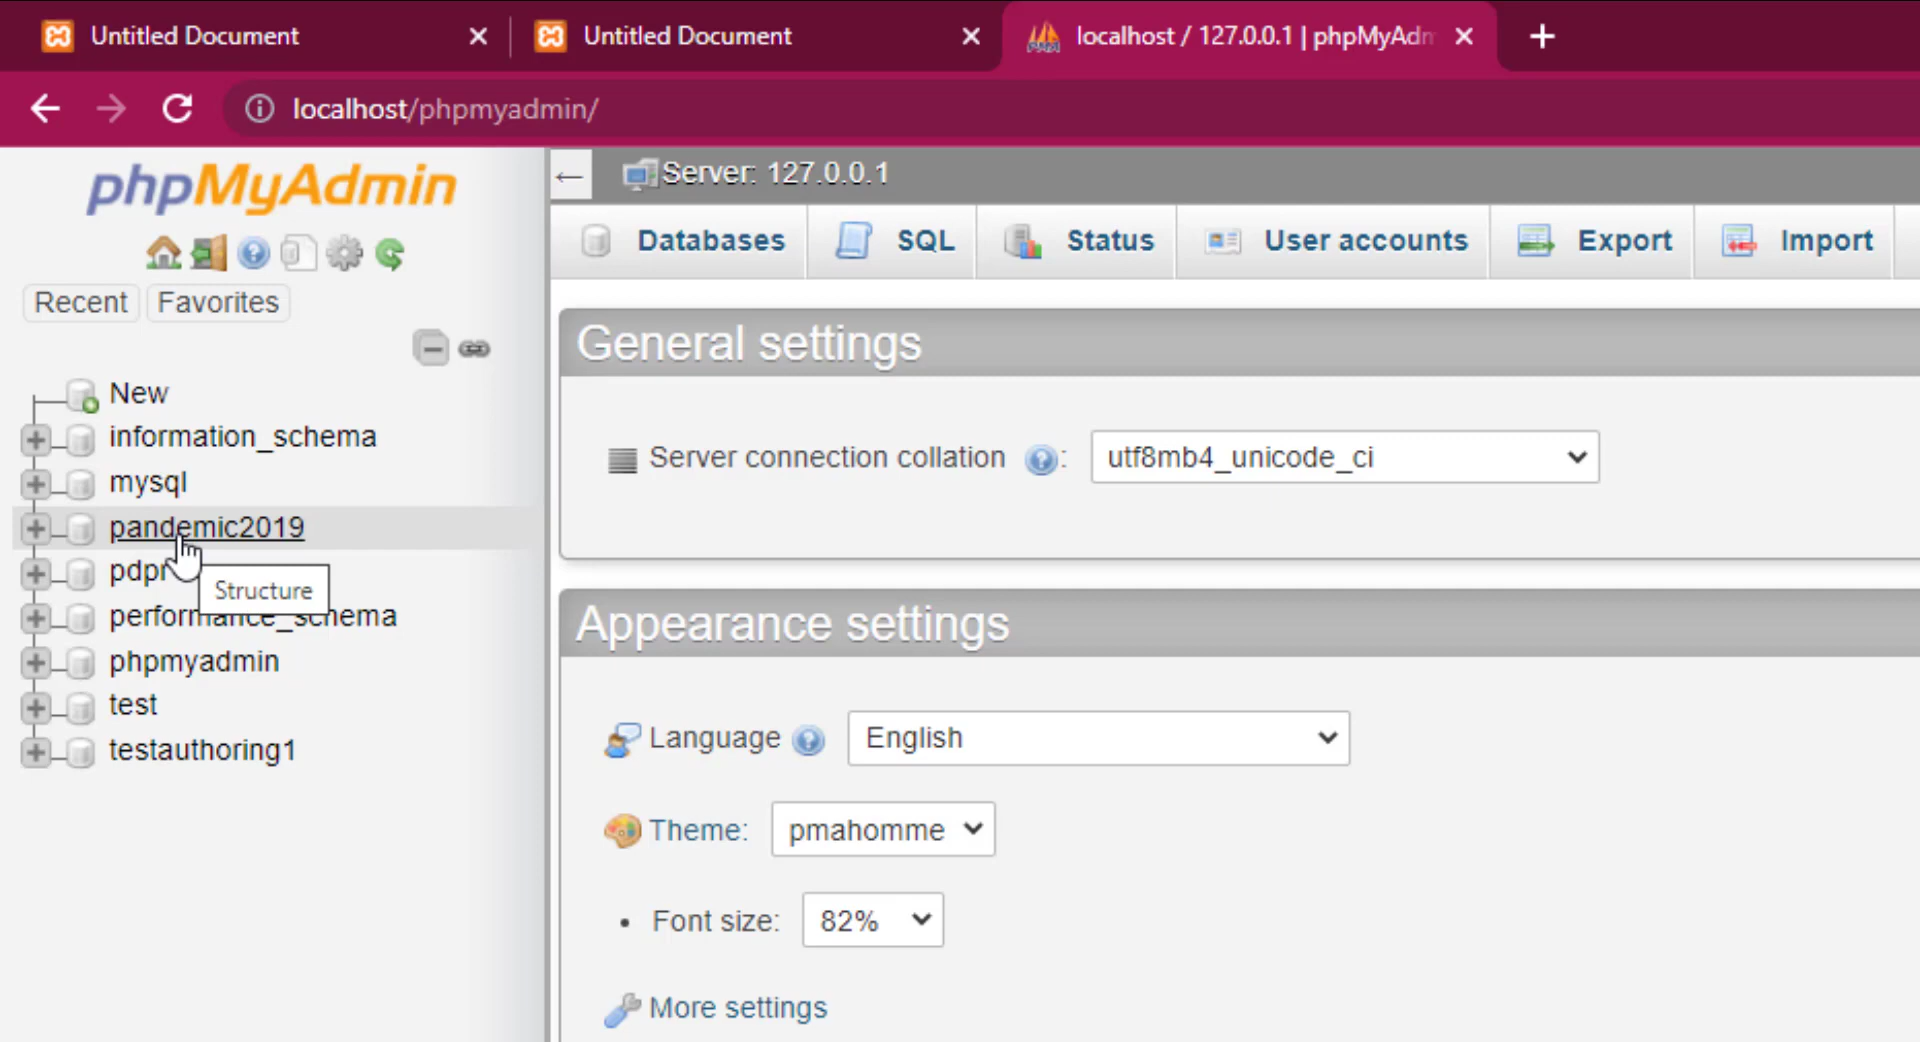 Untitled Document
Untitled Document
localhost / 127.0.0.1 | phpMyAdm
localhost/phpmyadmin/
phpMyAdmin
Recent
Favorites
New
information_schema
mysql
pandemic2019
Structure
performance_schema
phpmyadmin
test
testauthoring1
Server: 127.0.0.1
Databases
SQL
Status
User accounts
Export
Import
General settings
Server connection collation :
utf8mb4_unicode_ci
Appearance settings
Language
English
Theme:
pmahomme
• Font size:
82%
More settings